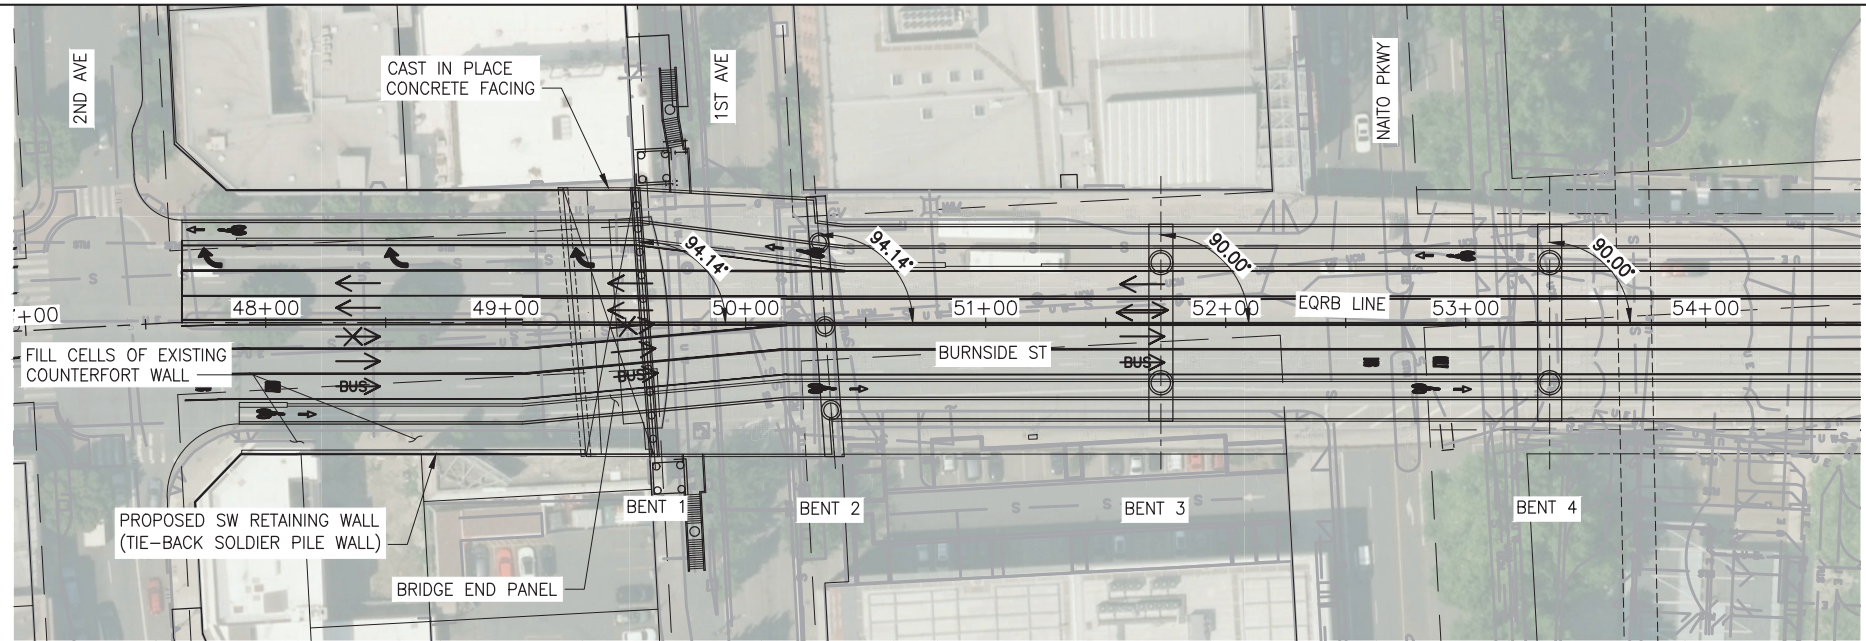 2ND AVE
CAST IN PLACE
CONCRETE FACING
1ST AVE
NAITO PKWY
94.14°
94.14°
90.00°
90.00°
+00
48+00
49+00
50+00
51+00
52+00
EQRB LINE
53+00
54+00
FILL CELLS OF EXISTING
COUNTERFORT WALL
BURNSIDE ST
BUS
BUS
BUS
PROPOSED SW RETAINING WALL
(TIE-BACK SOLDIER PILE WALL)
BENT 1
BENT 2
BENT 3
BENT 4
BRIDGE END PANEL